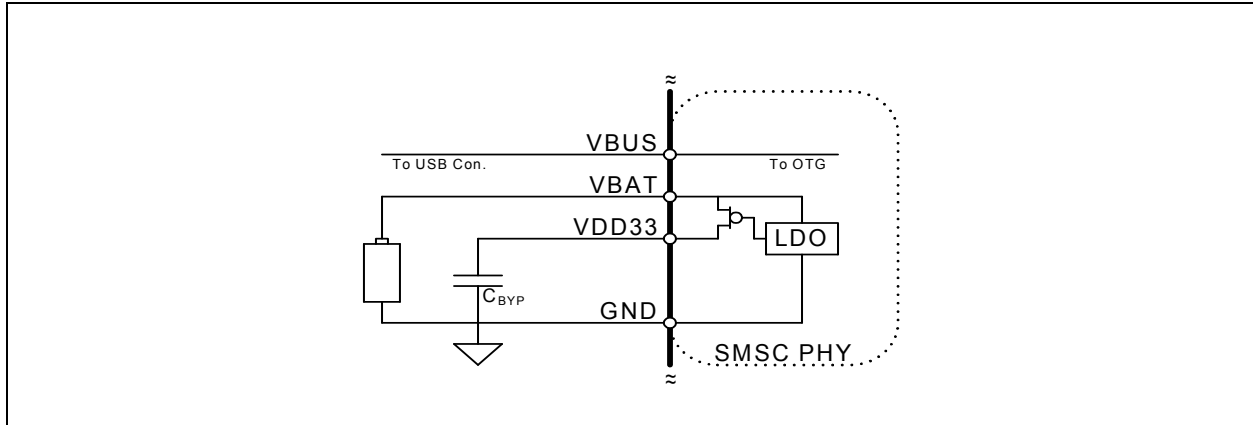 VBUS
To USB Con.
To OTG
VBAT
VDD33
LDO
CBYP
GND
SMSC PHY